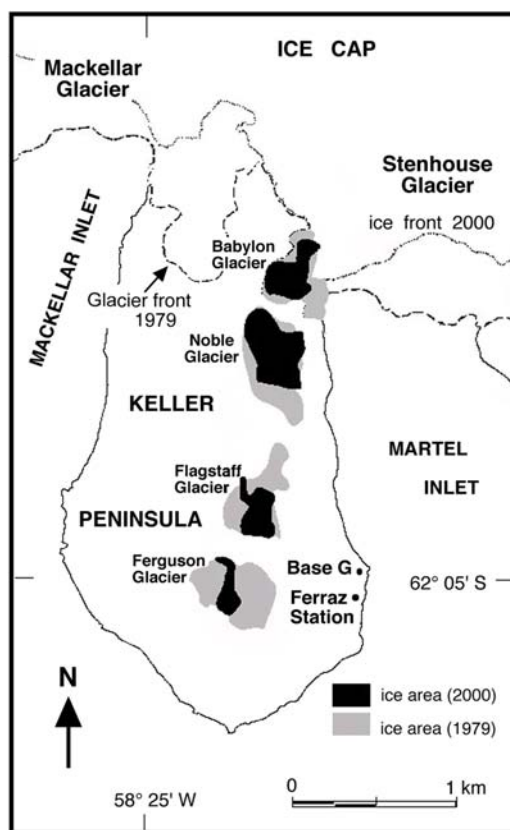 ICE CAP
Mackellar
Glacier
Stenhouse
Glacier
ice front 2000
MACKELLAR INLET
Babylon
Glacier
Glacier front
1979
Noble
Glacier
KELLER
MARTEL
INLET
Flagstaff
Glacier
PENINSULA
Ferguson
Glacier
Base G
62° 05' S
Ferraz
Station
N
ice area (2000)
ice area (1979)
0 1 km
58° 25' W